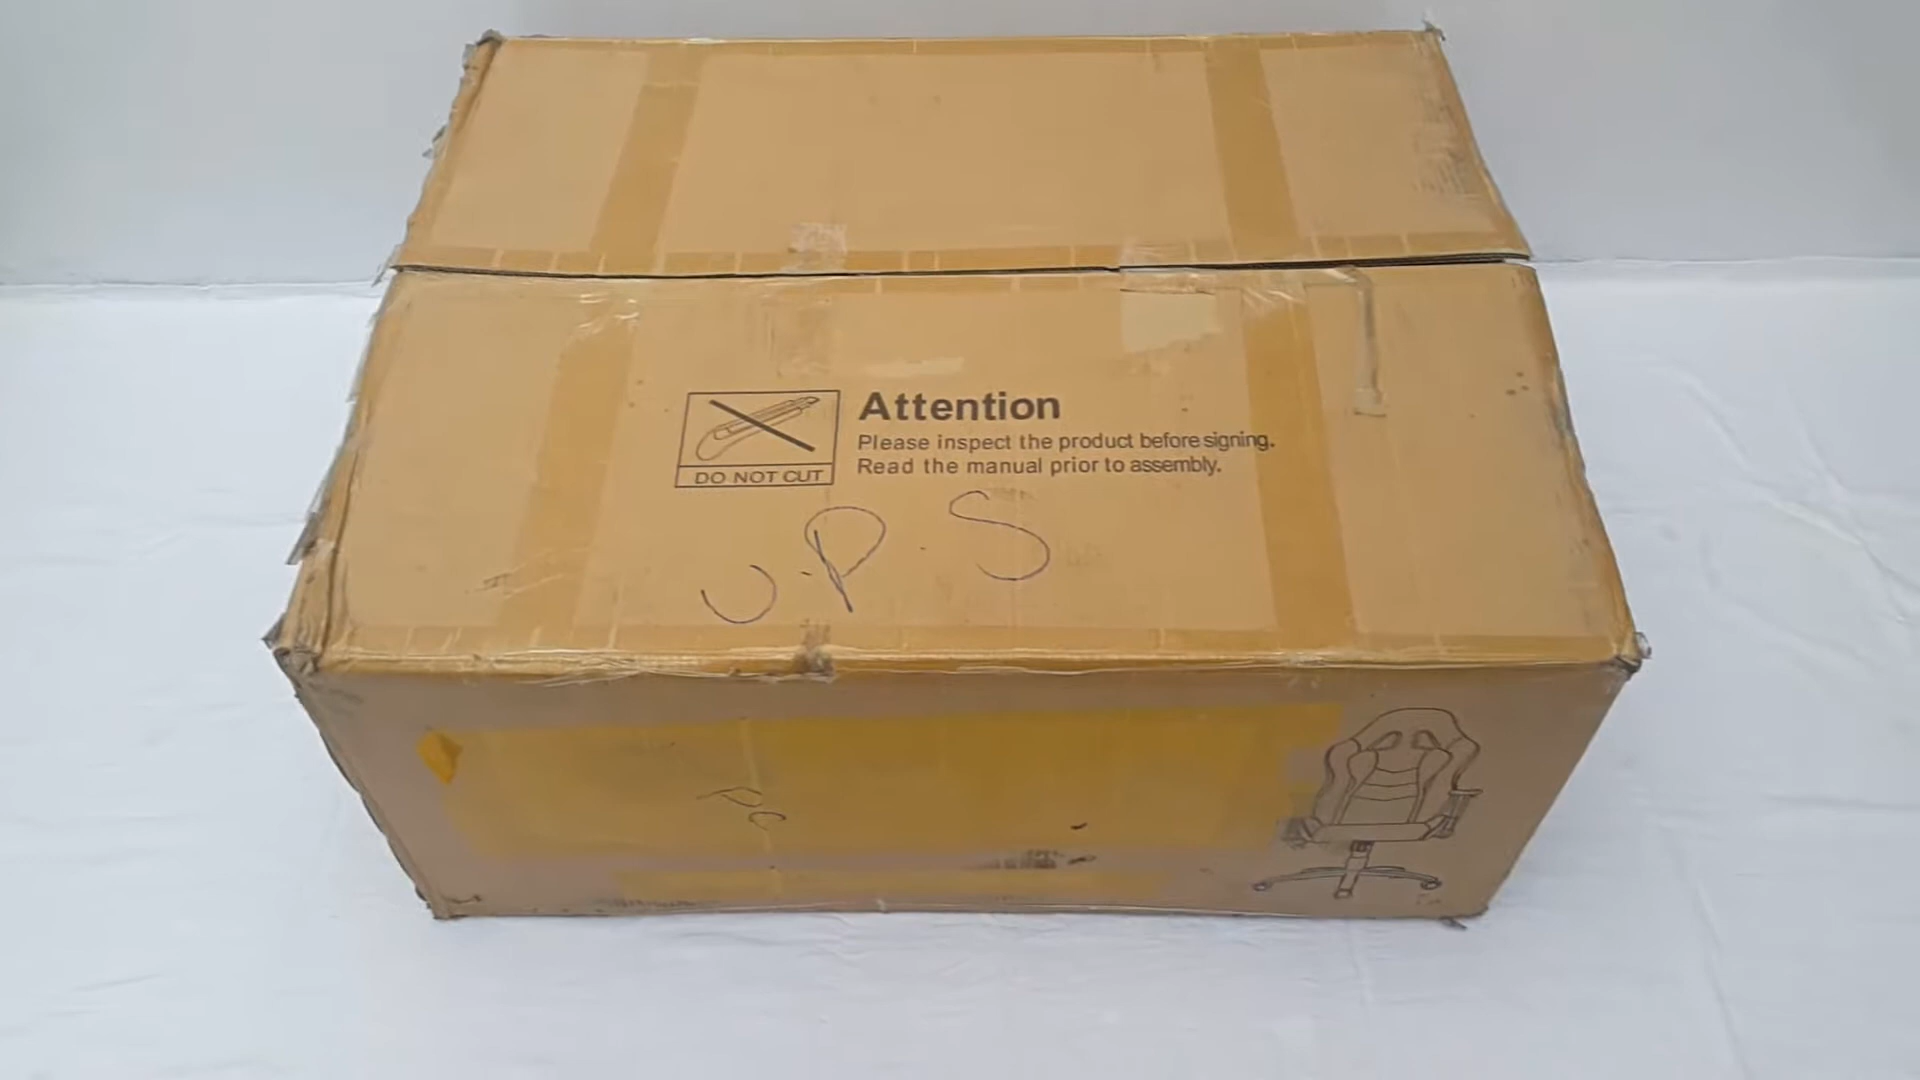 Attention
Please inspect the product before signing.
Read the manual prior to assembly.
DO NOT CUT
U.P.S